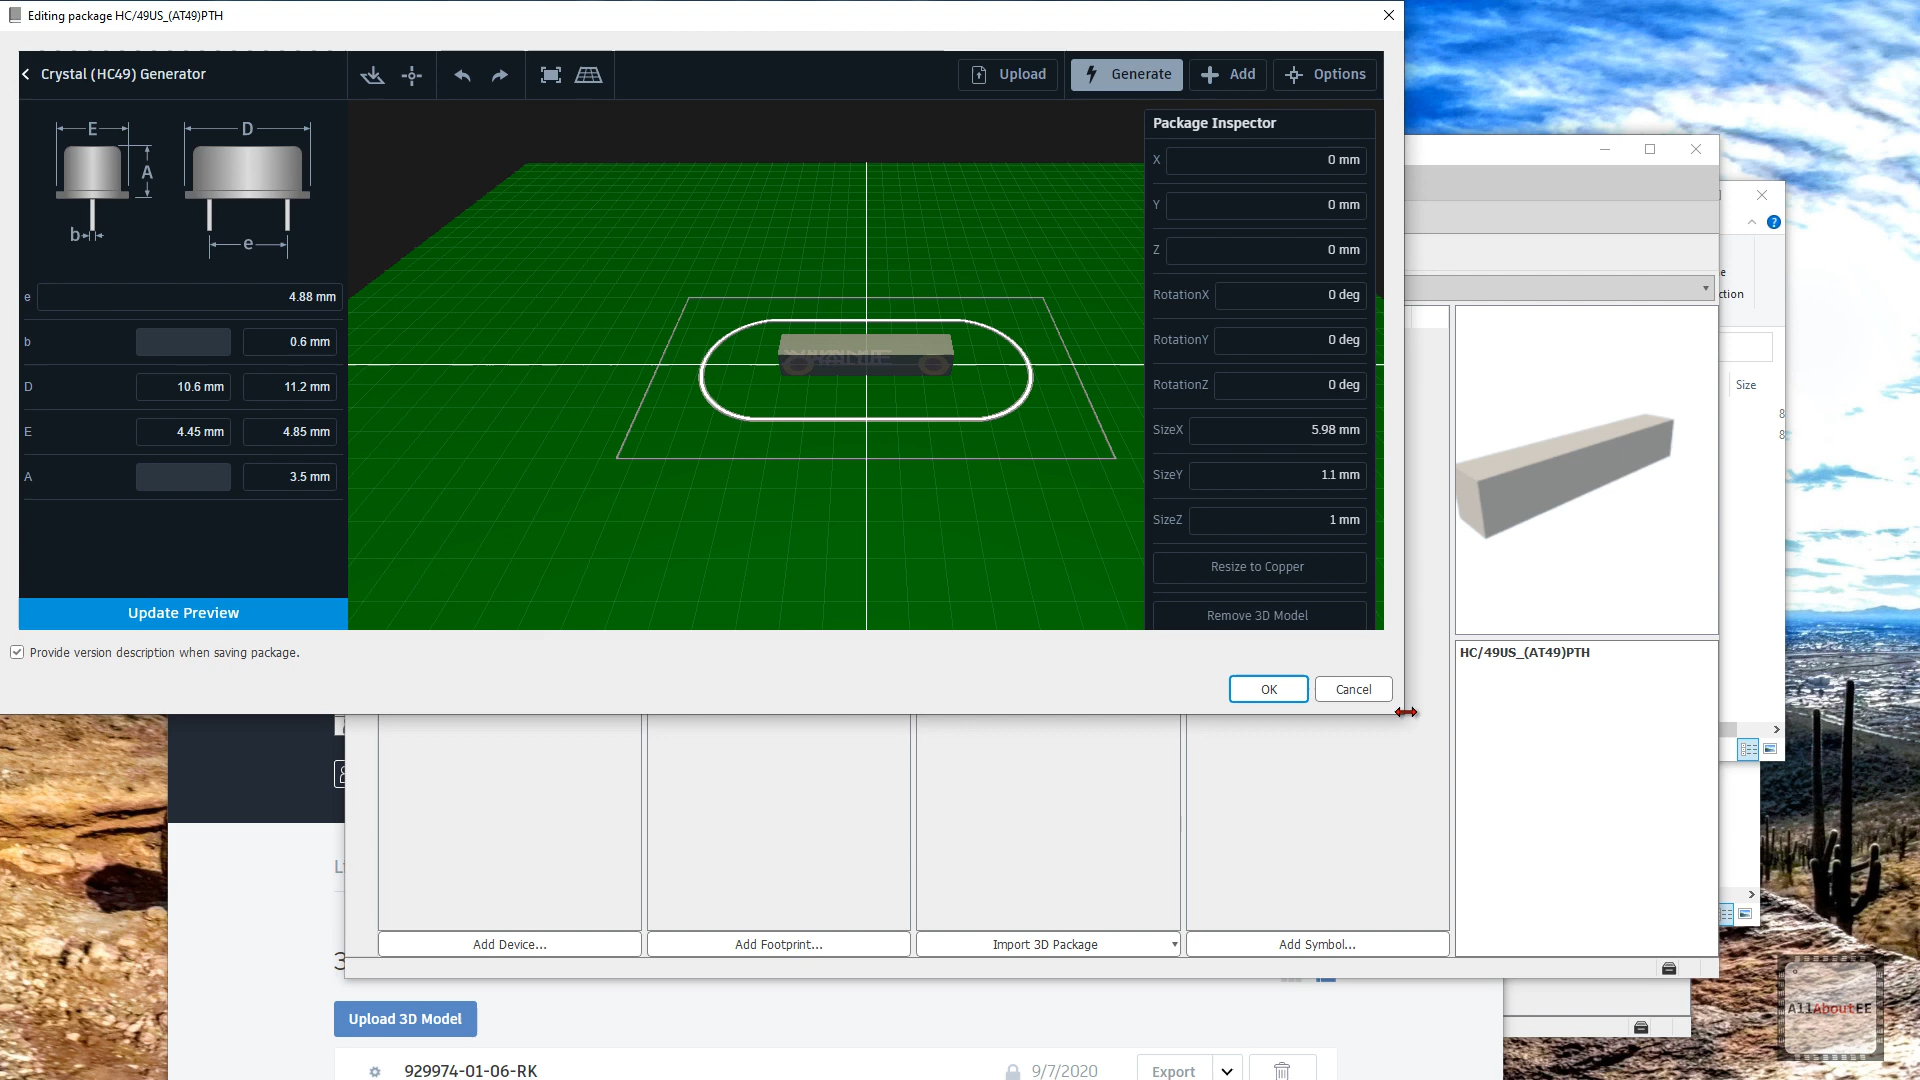 Editing package HC/49US_(AT49)PTH
Crystal (HC49) Generator
Upload
Generate
Add
Options
E
D
A
b
e
Package Inspector
X 0 mm
Y 0 mm
Z 0 mm
RotationX 0 deg
RotationY 0 deg
RotationZ 0 deg
SizeX 5.98 mm
SizeY 1.1 mm
SizeZ 1 mm
Resize to Copper
Remove 3D Model
e 4.88 mm
b 0.6 mm
D 10.6 mm 11.2 mm
E 4.45 mm 4.85 mm
A 3.5 mm
Update Preview
Provide version description when saving package.
OK
Cancel
e
ction
Size
8
8
HC/49US_(AT49)PTH
Add Device...
Add Footprint...
Import 3D Package
Add Symbol...
Upload 3D Model
929974-01-06-RK
9/7/2020
Export
AllAboutEE